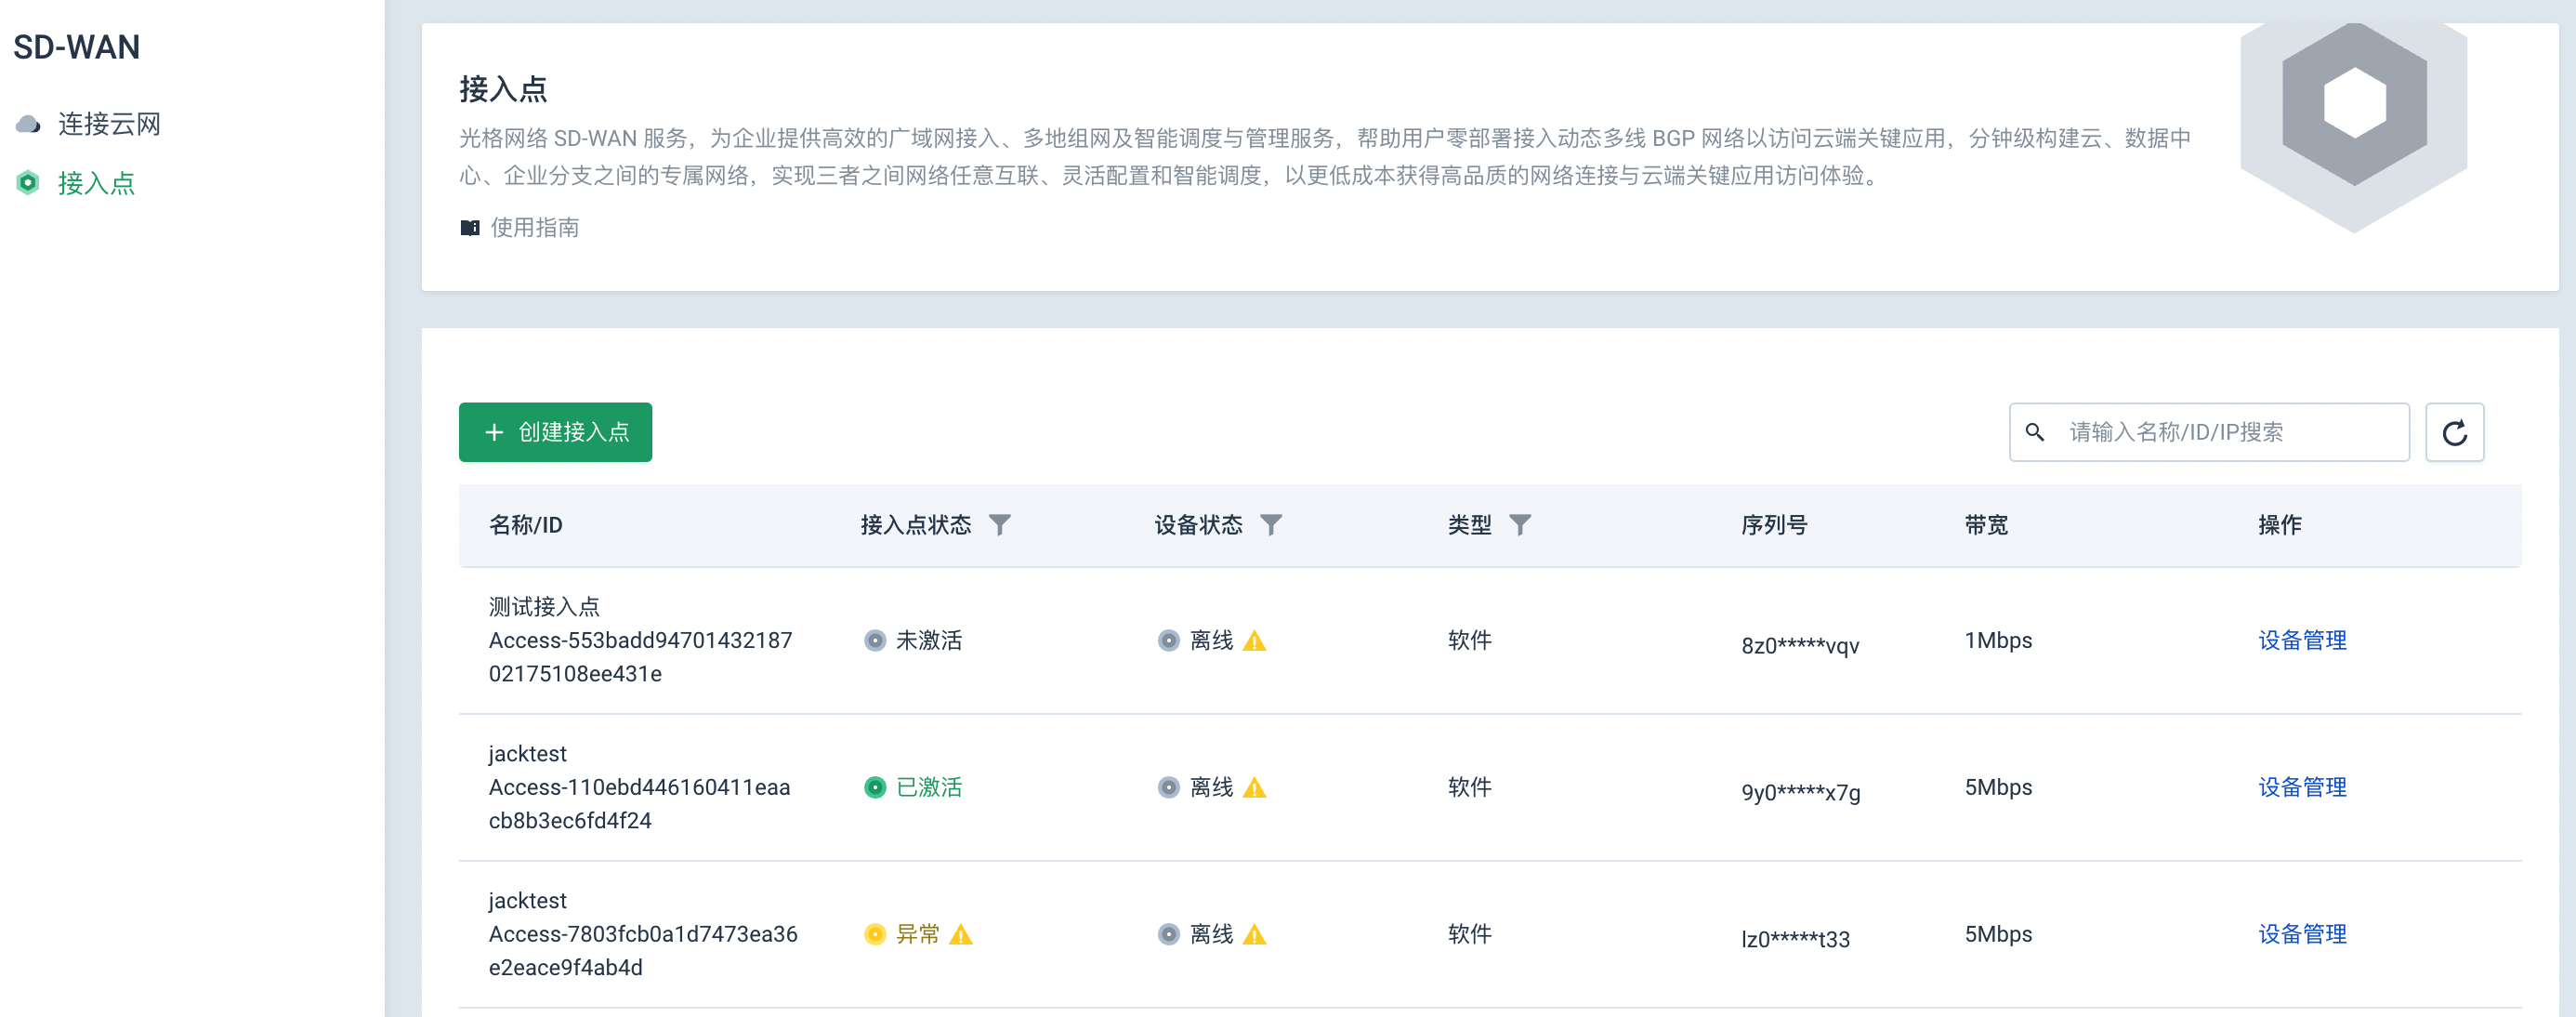 SD-WAN
连接云网
接入点
接入点
光格网络 SD-WAN 服务，为企业提供高效的广域网接入、多地组网及智能调度与管理服务，帮助用户零部署接入动态多线 BGP 网络以访问云端关键应用，分钟级构建云、数据中
心、企业分支之间的专属网络，实现三者之间网络任意互联、灵活配置和智能调度，以更低成本获得高品质的网络连接与云端关键应用访问体验。
使用指南
创建接入点
请输入名称/ID/IP搜索
名称/ID 接入点状态 设备状态 类型 序列号 带宽 操作
测试接入点
Access-553badd94701432187 未激活 离线 软件 8z0*****vqv 1Mbps 设备管理
02175108ee431e
jacktest
Access-110ebd446160411eaa 已激活 离线 软件 9y0*****x7g 5Mbps 设备管理
cb8b3ec6fd4f24
jacktest
Access-7803fcb0a1d7473ea36 异常 离线 软件 lz0*****t33 5Mbps 设备管理
e2eace9f4ab4d